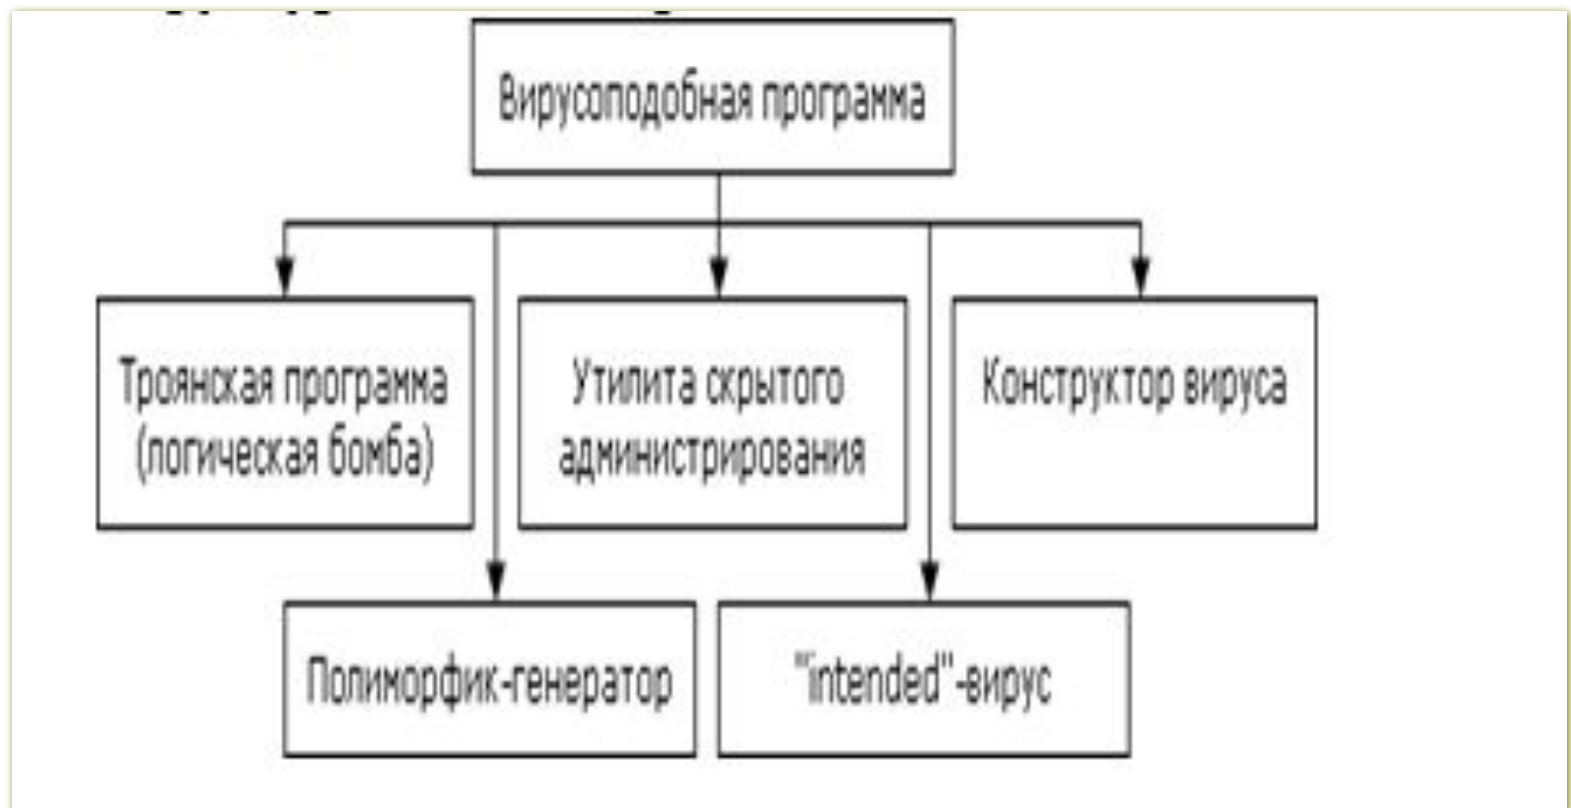 Вирусоподобная программа
Троянская программа
(логическая бомба)
Утилита скрытого
администрирования
Конструктор вируса
Полиморфик-генератор
"intended"-вирус